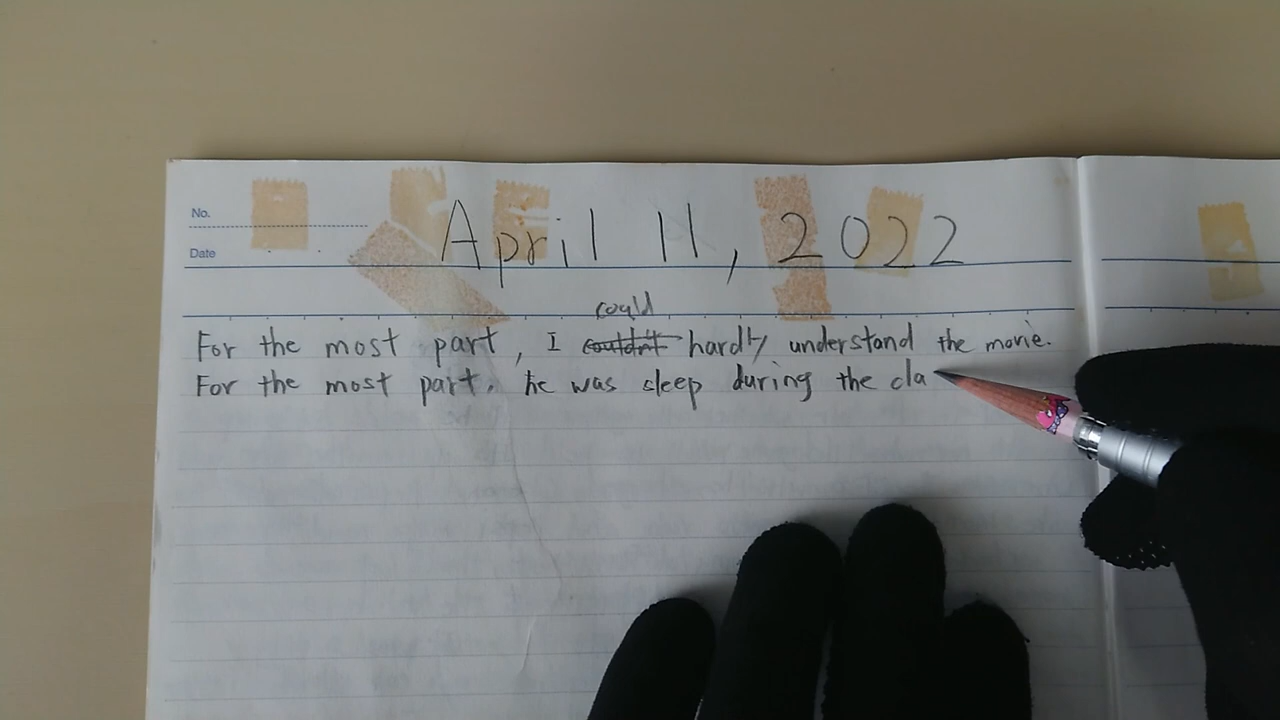 No.
Date
April 11, 2022
could
For the most part, I couldn't hardly understand the movie.
For the most part, he was sleep during the cla